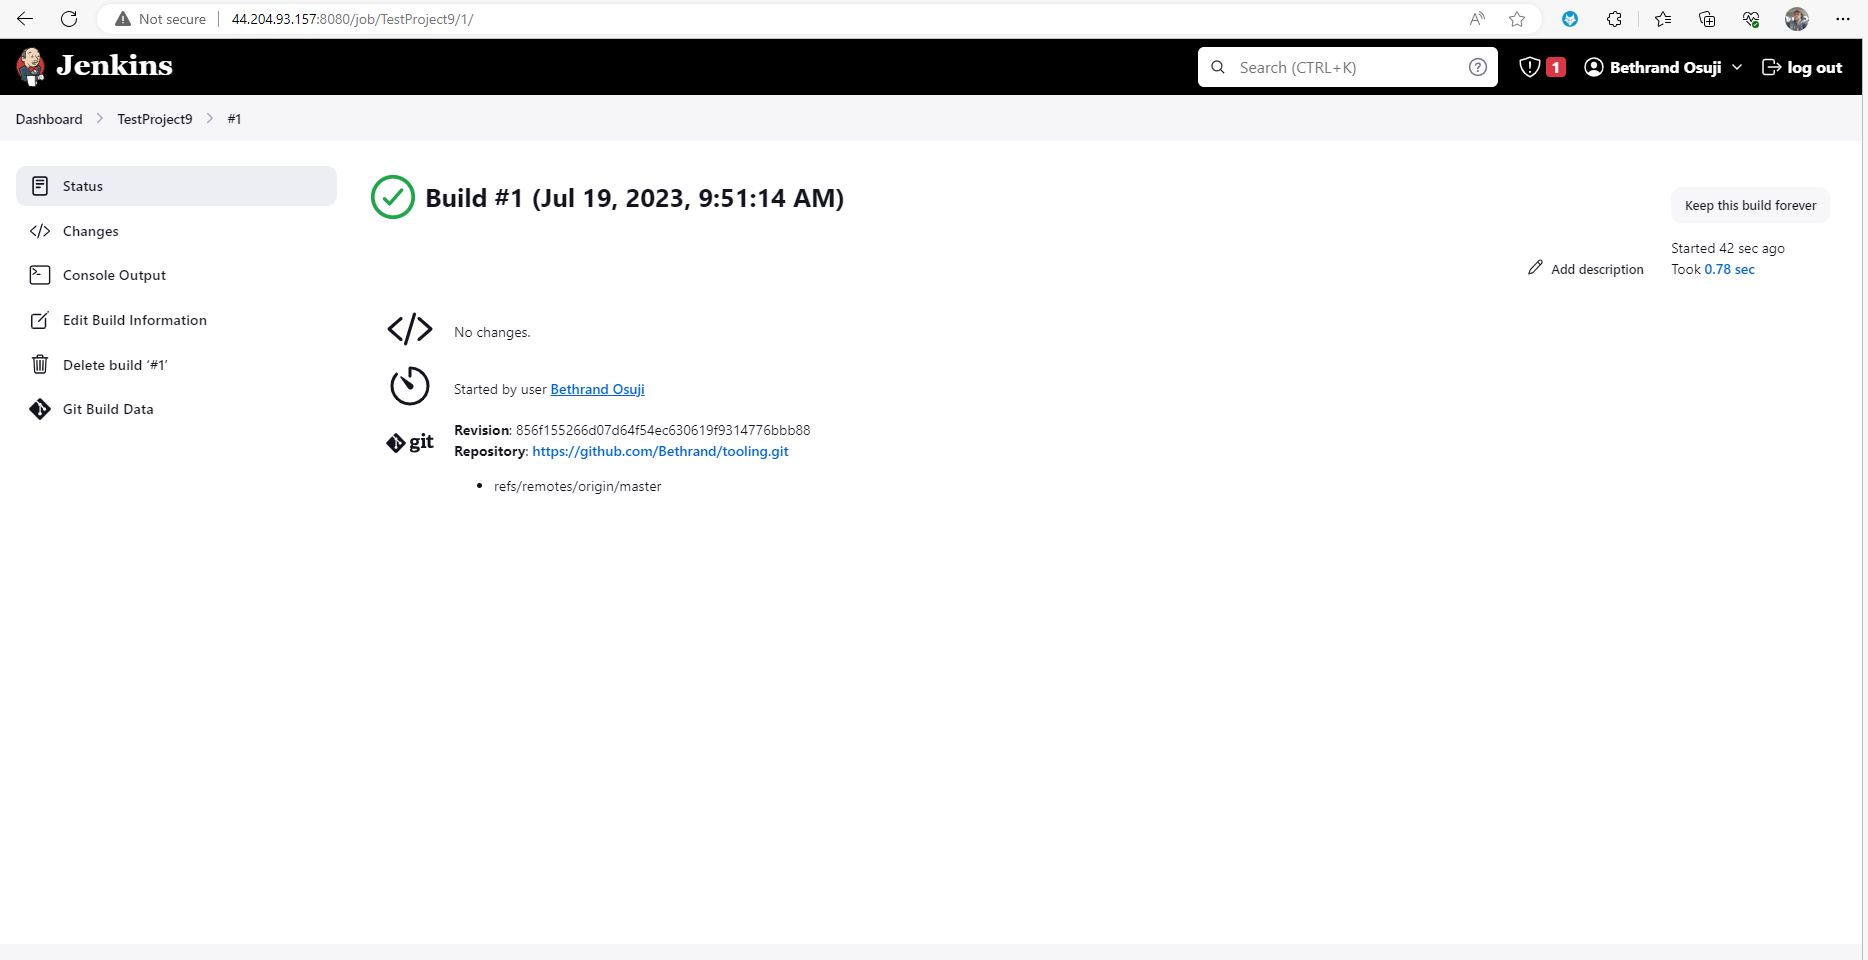 Not secure 44.204.93.157:8080/job/TestProject9/1/
Jenkins
Search (CTRL+K)
1
Bethrand Osuji
log out
Dashboard
TestProject9
#1
Status
Changes
Console Output
Edit Build Information
Delete build ‘#1’
Git Build Data
Build #1 (Jul 19, 2023, 9:51:14 AM)
Keep this build forever
Add description
Started 42 sec ago
Took 0.78 sec
No changes.
Started by user Bethrand Osuji
git
Revision: 856f155266d07d64f54ec630619f9314776bbb88
Repository: https://github.com/Bethrand/tooling.git
• refs/remotes/origin/master